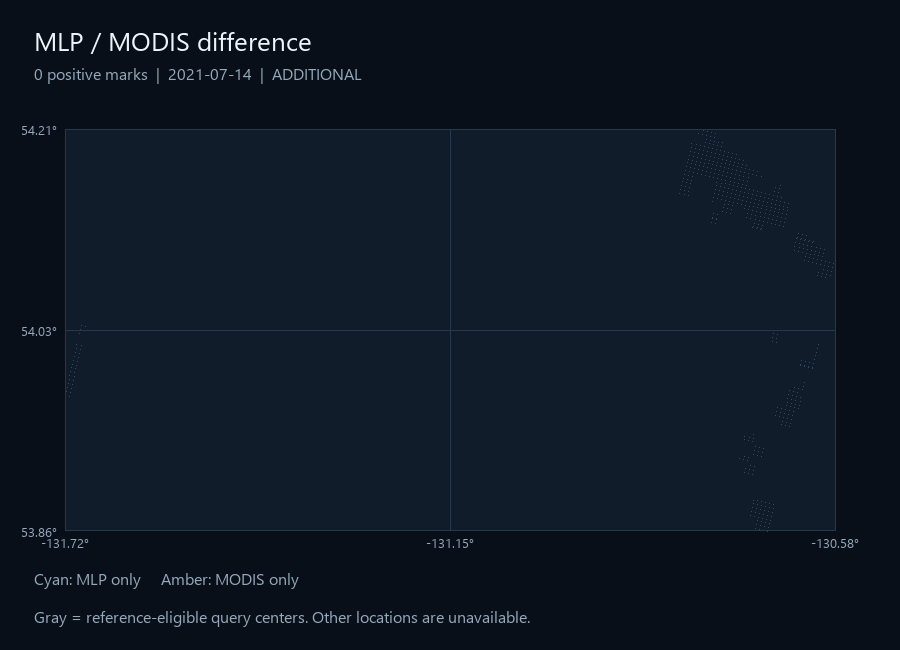 MLP / MODIS difference
0 positive marks | 2021-07-14 | ADDITIONAL
54.21°
54.03°
53.86°
-131.72° -131.15° -130.58°
Cyan: MLP only Amber: MODIS only
Gray = reference-eligible query centers. Other locations are unavailable.